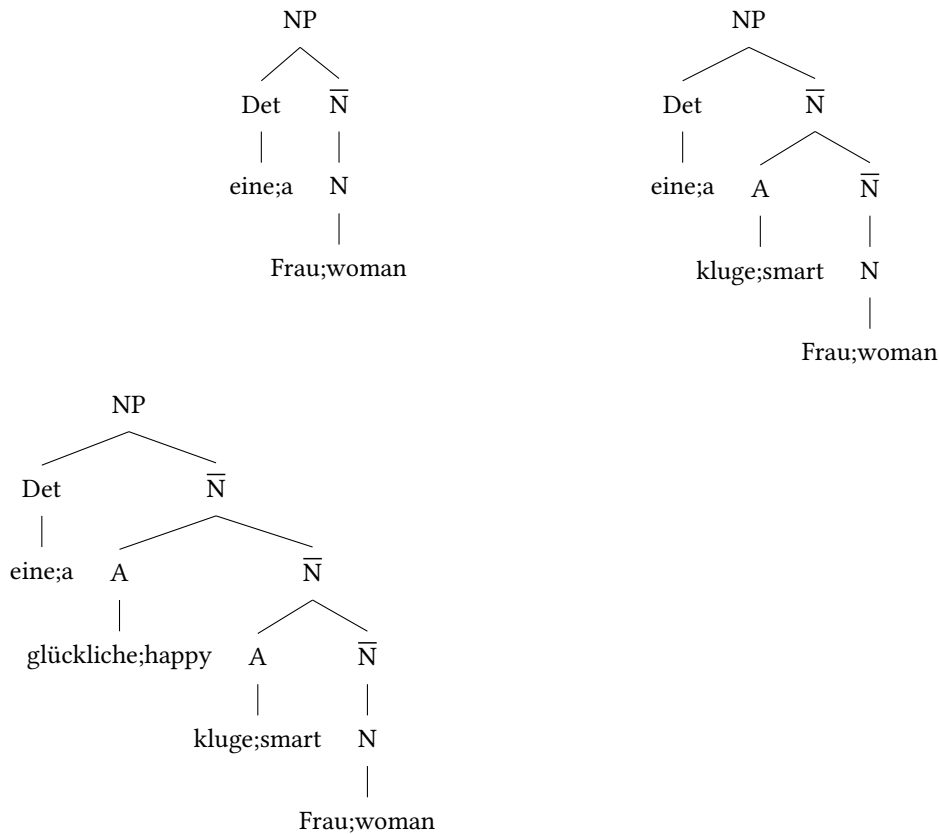 NP NP
Det N̅ Det N̅
eine;a N eine;a A N̅
Frau;woman kluge;smart N
Frau;woman
NP
Det N̅
eine;a A N̅
glückliche;happy A N̅
kluge;smart N
Frau;woman